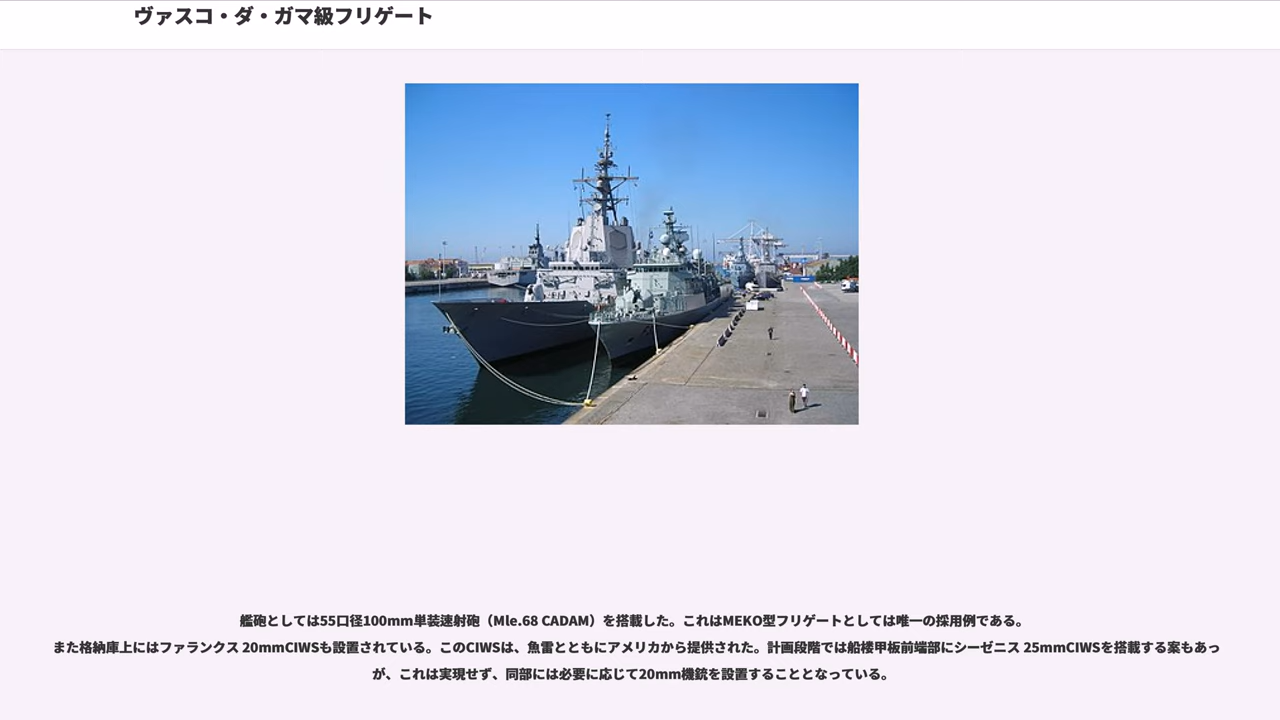 ヴァスコ・ダ・ガマ級フリゲート
艦砲としては55口径100mm単装速射砲（Mle.68 CADAM）を搭載した。これはMEKO型フリゲートとしては唯一の採用例である。
また格納庫上にはファランクス 20mmCIWSも設置されている。このCIWSは、魚雷とともにアメリカから提供された。計画段階では船楼甲板前端部にシーゼニス 25mmCIWSを搭載する案もあっ
が、これは実現せず、同部には必要に応じて20mm機銃を設置することとなっている。